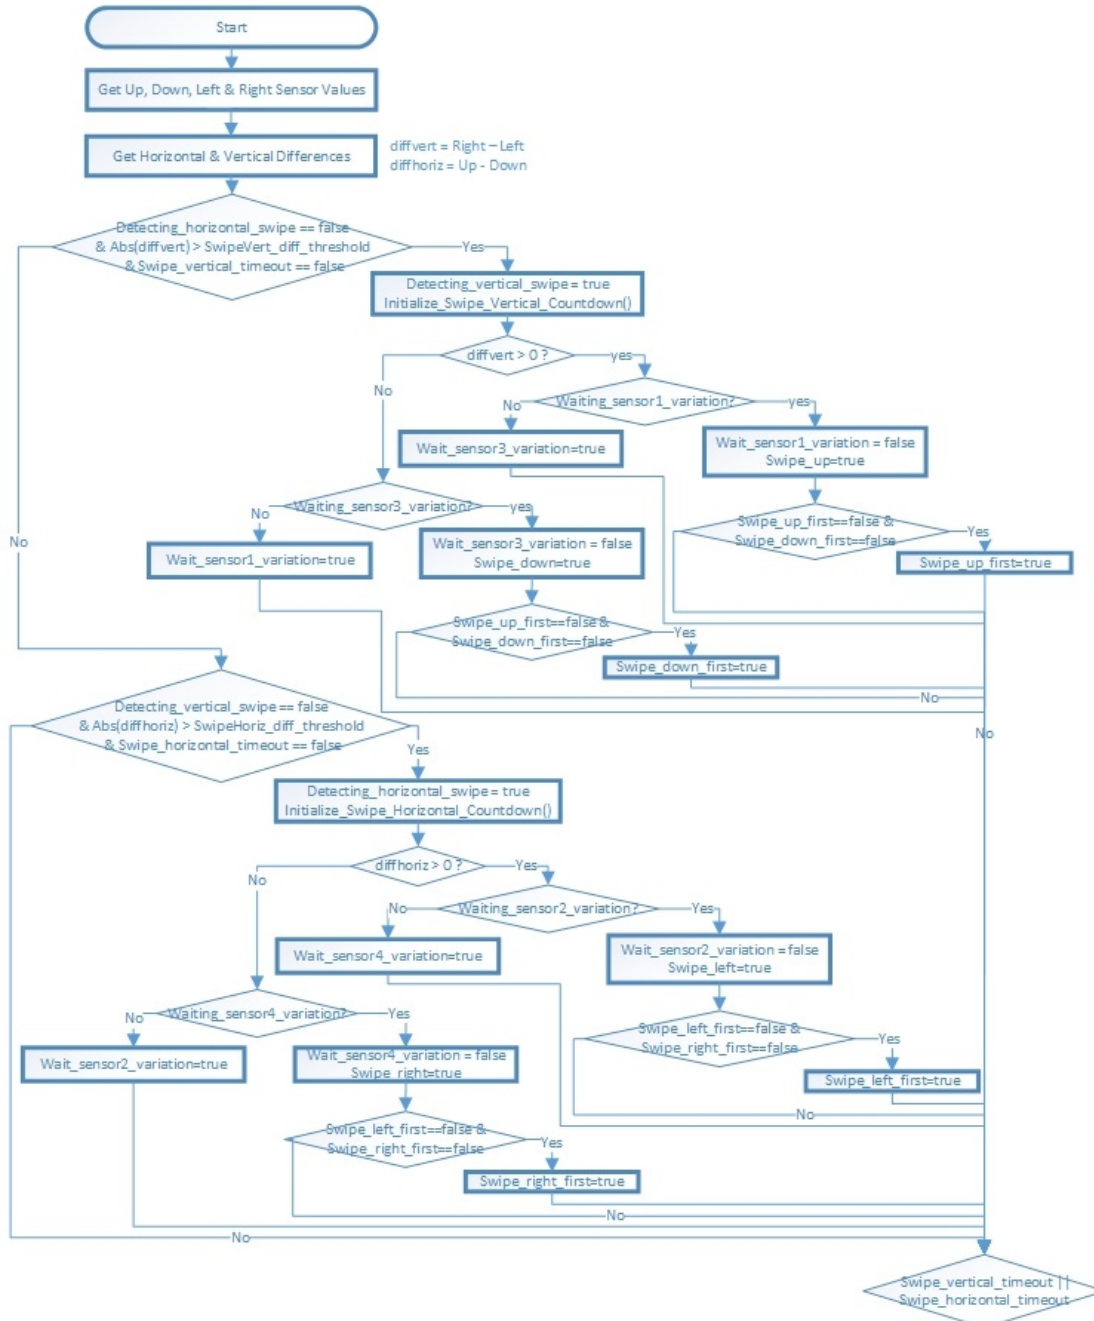 Start
Get Up, Down, Left & Right Sensor Values
Get Horizontal & Vertical Differences
diffvert = Right – Left
diffhoriz = Up - Down
Detecting_horizontal_swipe == false
& Abs(diffvert) > SwipeVert_diff_threshold
& Swipe_vertical_timeout == false
Yes
Detecting_vertical_swipe = true
Initialize_Swipe_Vertical_Countdown()
diffvert > 0 ?
yes
No
Waiting_sensor1_variation?
No
yes
Wait_sensor3_variation=true
Wait_sensor1_variation = false
Swipe_up=true
Waiting_sensor3_variation?
No
yes
Swipe_up_first==false &
Swipe_down_first==false
Yes
Swipe_up_first=true
No
Wait_sensor1_variation=true
Wait_sensor3_variation = false
Swipe_down=true
Swipe_up_first==false &
Swipe_down_first==false
Yes
Swipe_down_first=true
No
No
Detecting_vertical_swipe == false
& Abs(diffhoriz) > SwipeHoriz_diff_threshold
& Swipe_horizontal_timeout == false
Yes
Detecting_horizontal_swipe = true
Initialize_Swipe_Horizontal_Countdown()
diffhoriz > 0 ?
Yes
No
Waiting_sensor2_variation?
No
Yes
Wait_sensor4_variation=true
Wait_sensor2_variation = false
Swipe_left=true
Waiting_sensor4_variation?
No
Yes
Swipe_left_first==false &
Swipe_right_first==false
Yes
Wait_sensor2_variation=true
Wait_sensor4_variation = false
Swipe_right=true
Swipe_left_first=true
No
Swipe_left_first==false &
Swipe_right_first==false
Yes
Swipe_right_first=true
No
No
Swipe_vertical_timeout ||
Swipe_horizontal_timeout